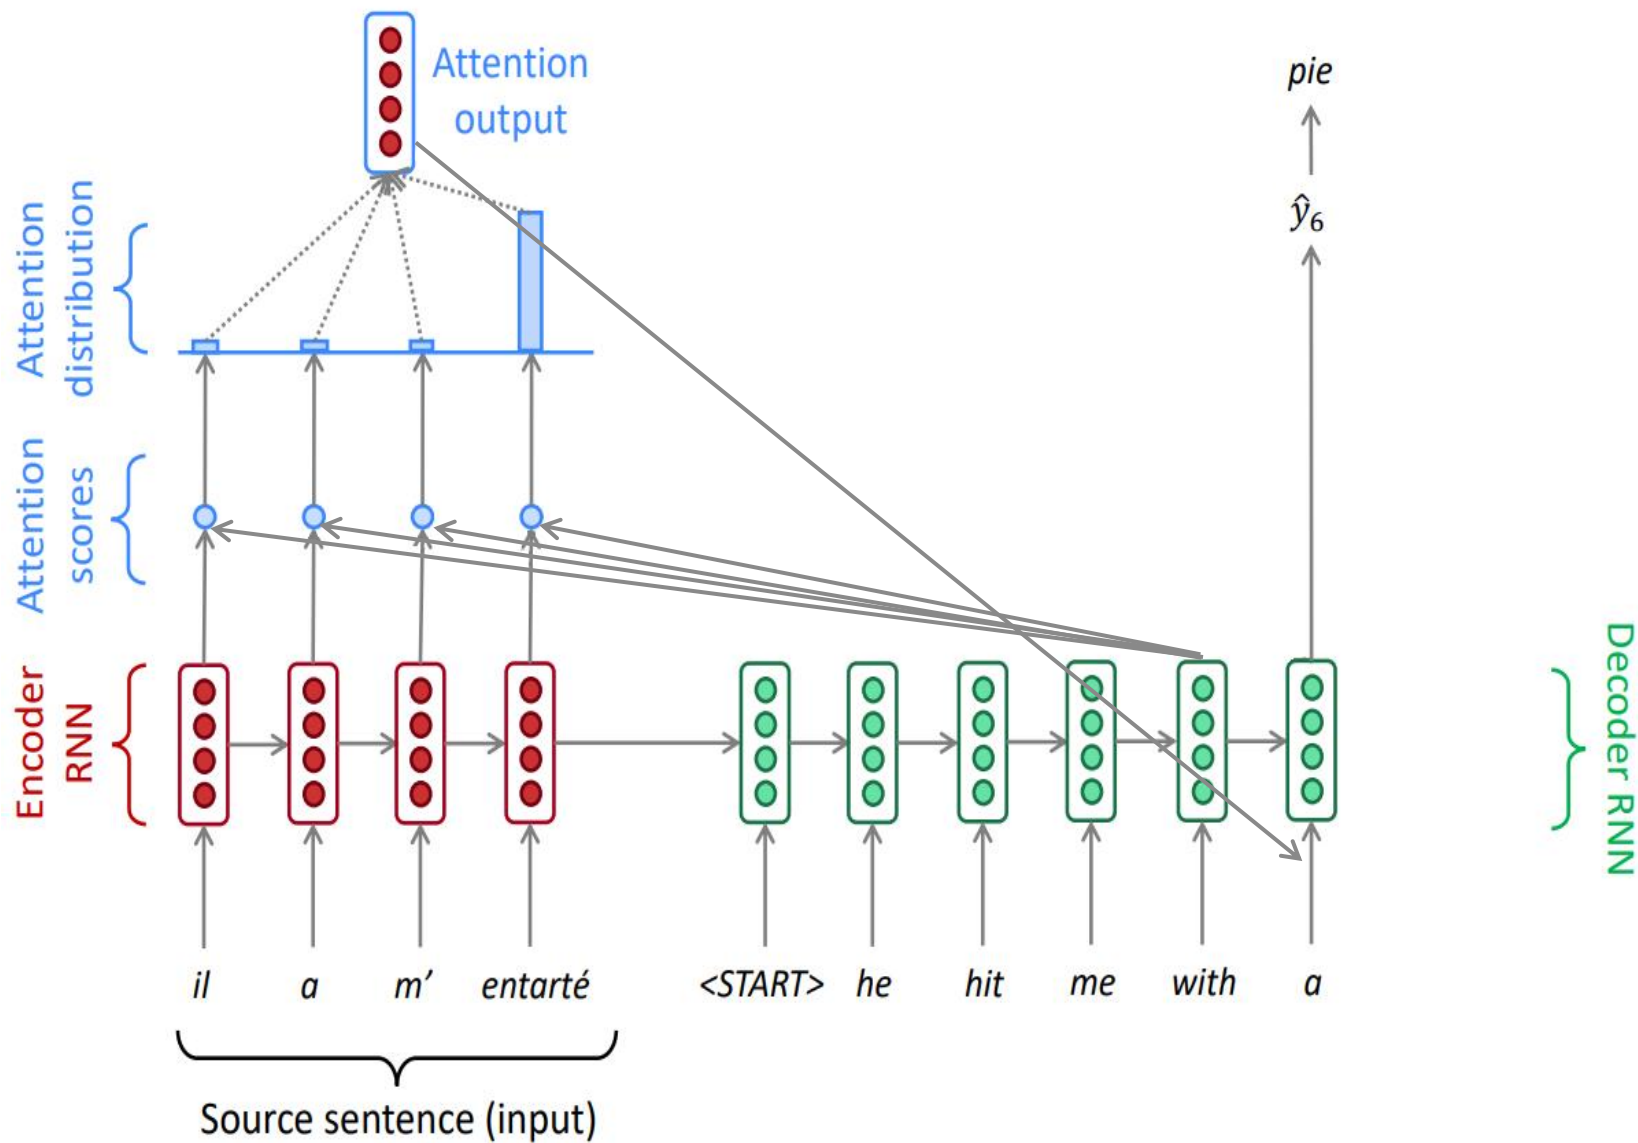 Attention
output
pie
ŷ₆
Attention
distribution
Attention
scores
Encoder
RNN
Decoder RNN
il a m’ entarté <START> he hit me with a
Source sentence (input)